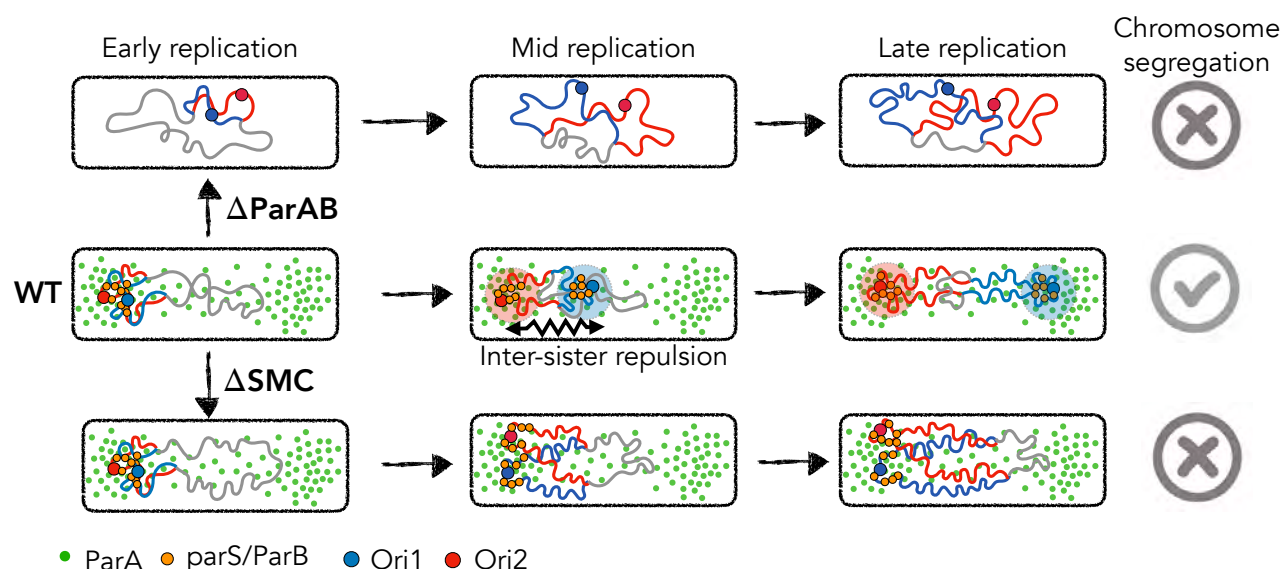 Early replication
Mid replication
Late replication
Chromosome
segregation
ΔParAB
WT
Inter-sister repulsion
ΔSMC
ParA
parS/ParB
Ori1
Ori2